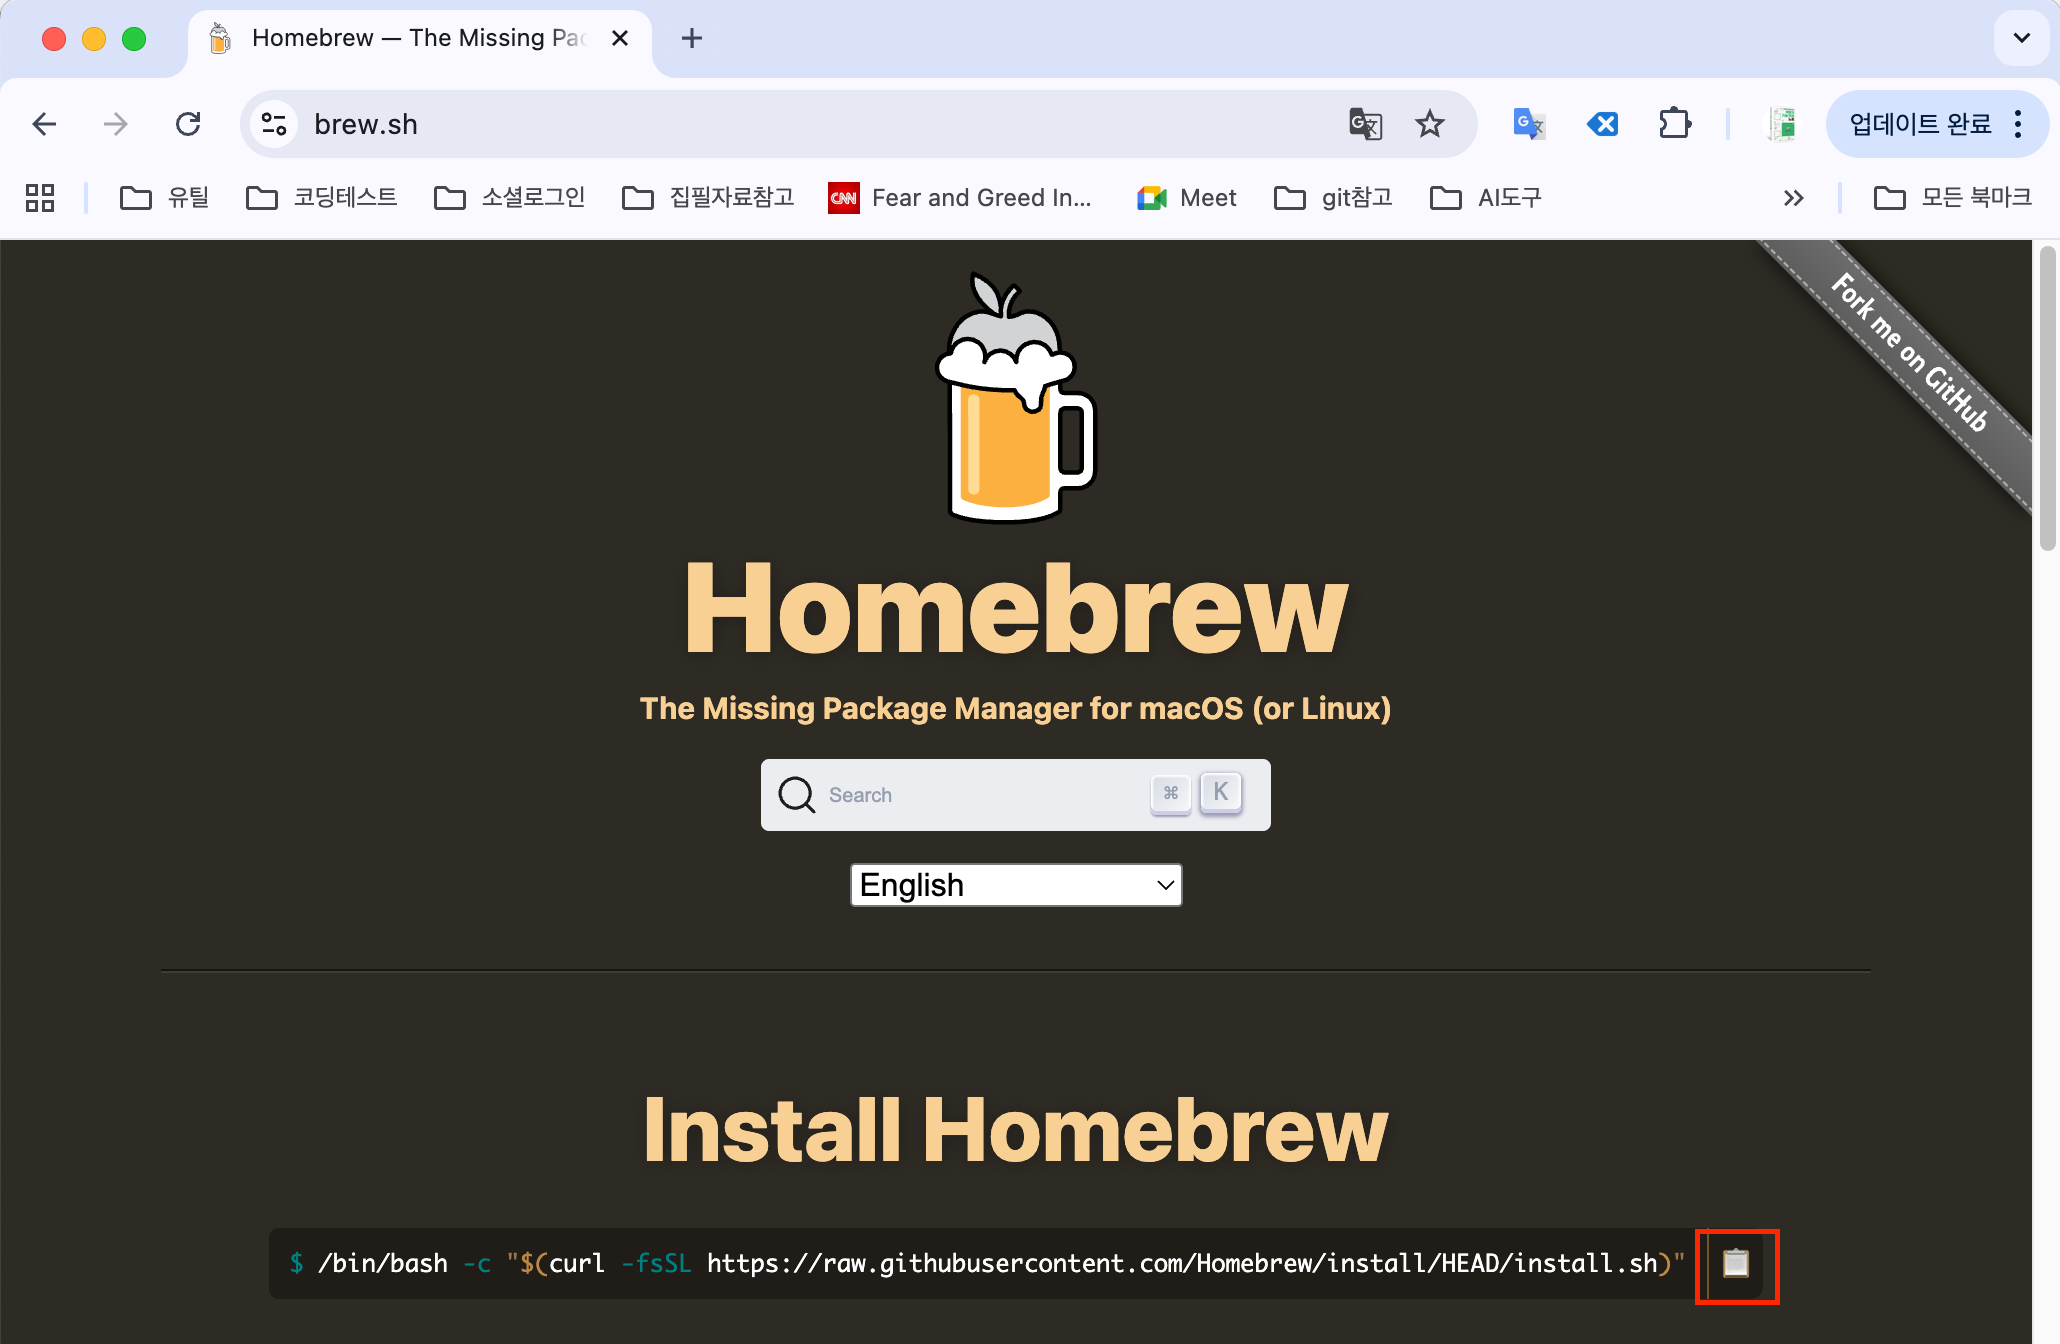 Homebrew — The Missing Pac
brew.sh
업데이트 완료
유틸
코딩테스트
소셜로그인
집필자료참고
CNN
Fear and Greed In...
Meet
git참고
AI도구
모든 북마크
Fork me on GitHub
Homebrew
The Missing Package Manager for macOS (or Linux)
Search ⌘ K
English
Install Homebrew
$ /bin/bash -c "$(curl -fsSL https://raw.githubusercontent.com/Homebrew/install/HEAD/install.sh)"